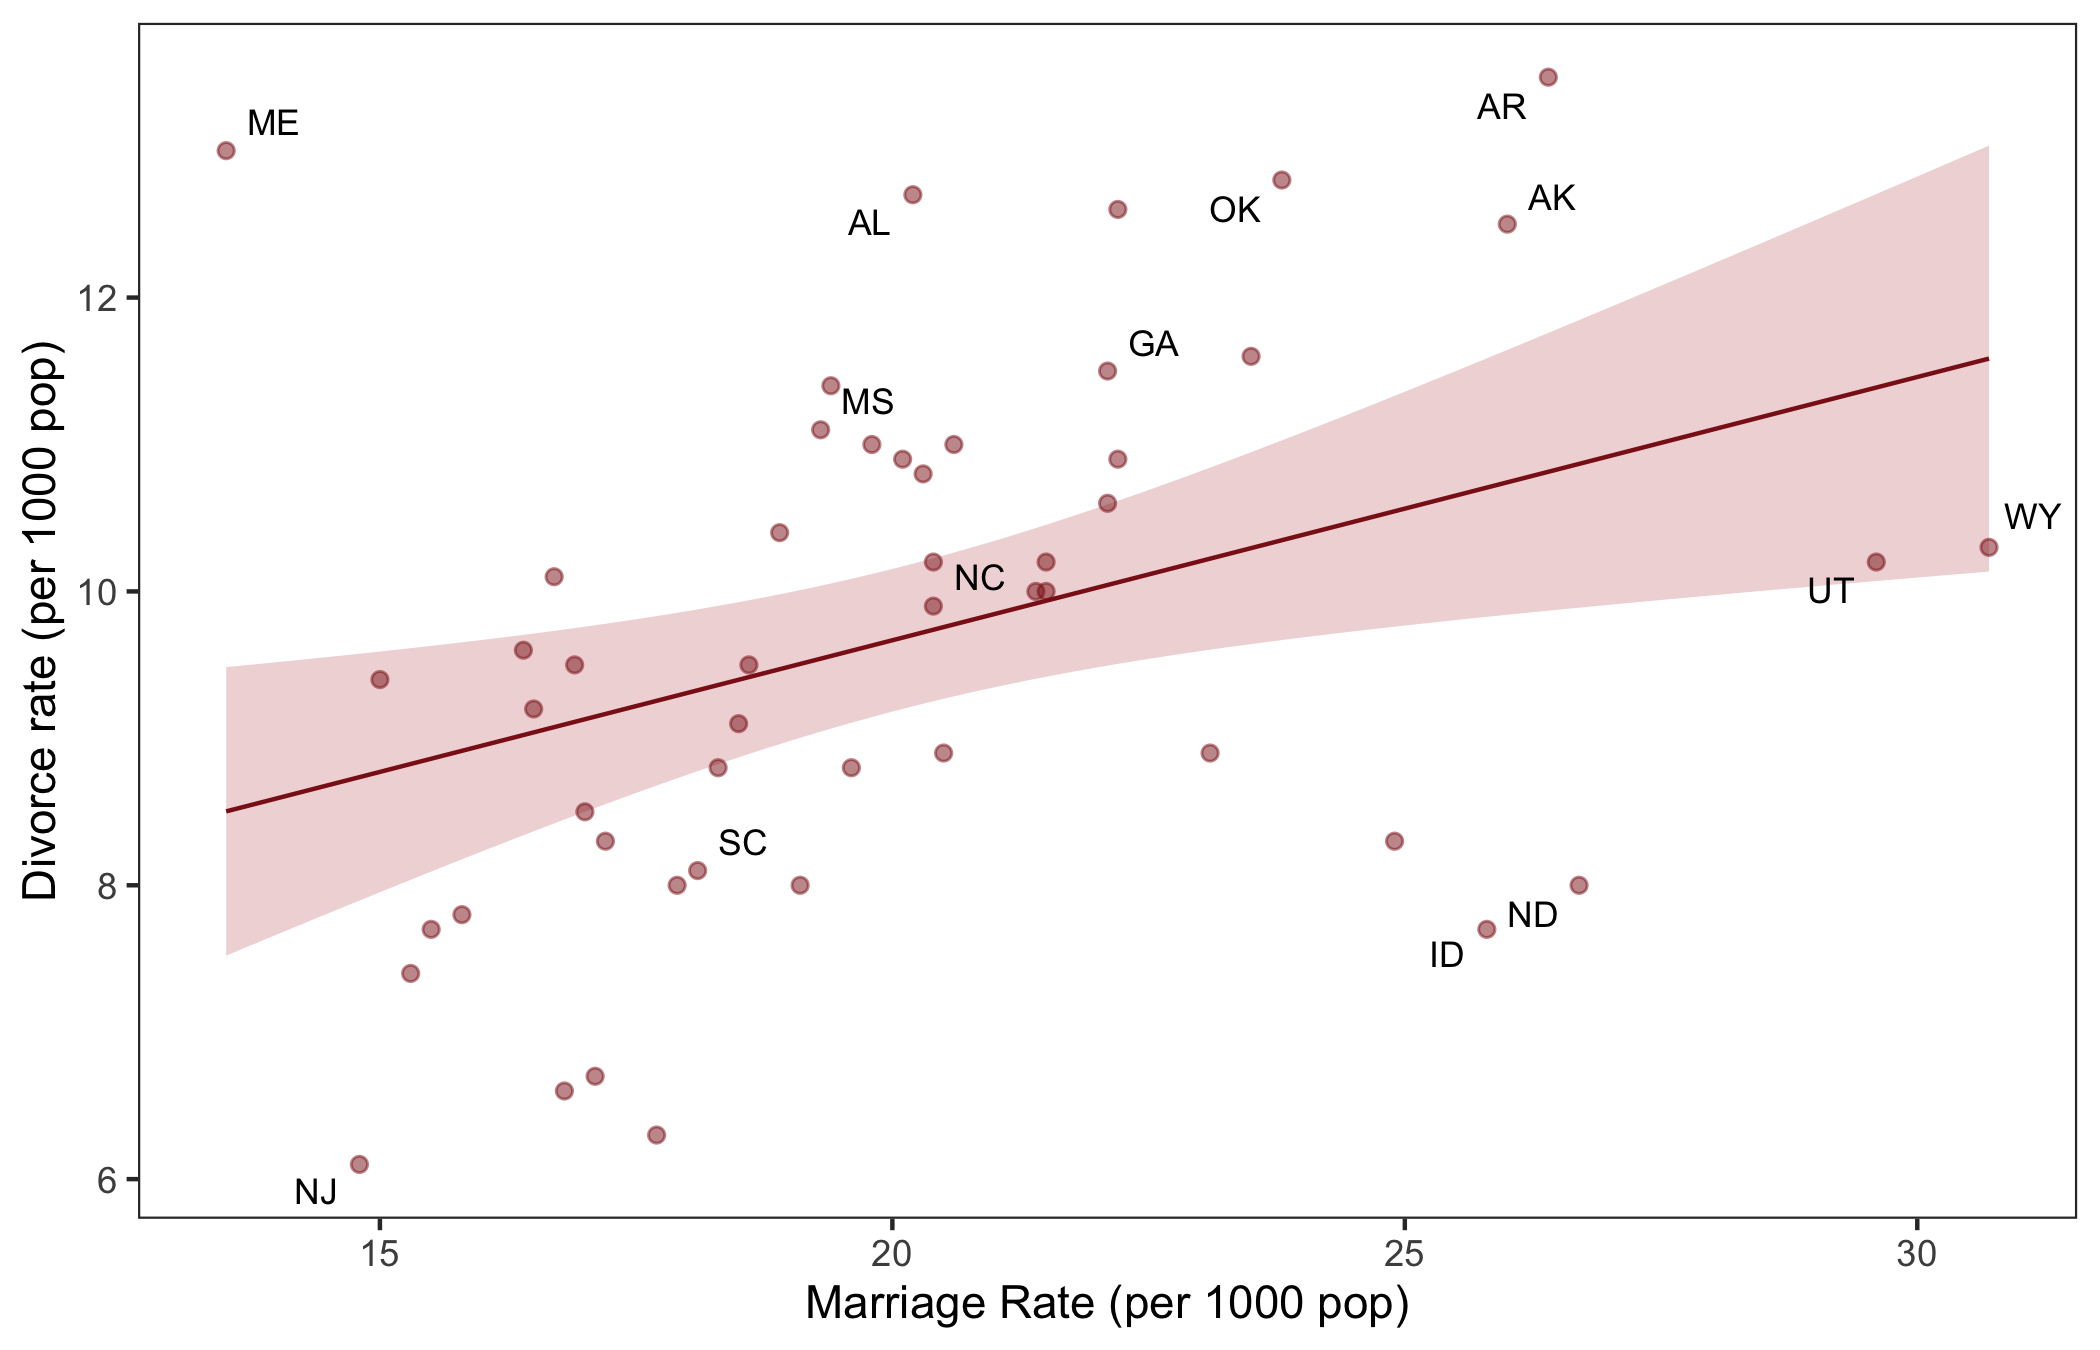 ME
AR
AK
AL
OK
GA
MS
WY
NC
UT
SC
ND
ID
NJ
12
10
8
6
Divorce rate (per 1000 pop)
15
20
25
30
Marriage Rate (per 1000 pop)